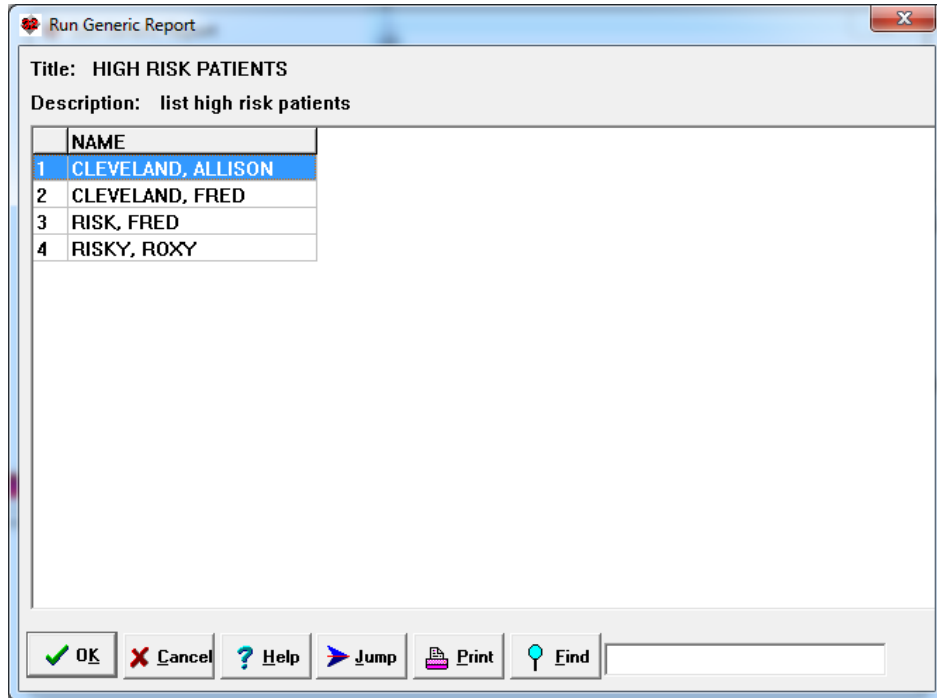 Run Generic Report
Title: HIGH RISK PATIENTS
Description: list high risk patients
NAME
1 CLEVELAND, ALLISON
2 CLEVELAND, FRED
3 RISK, FRED
4 RISKY, ROXY
OK Cancel Help Jump Print Find